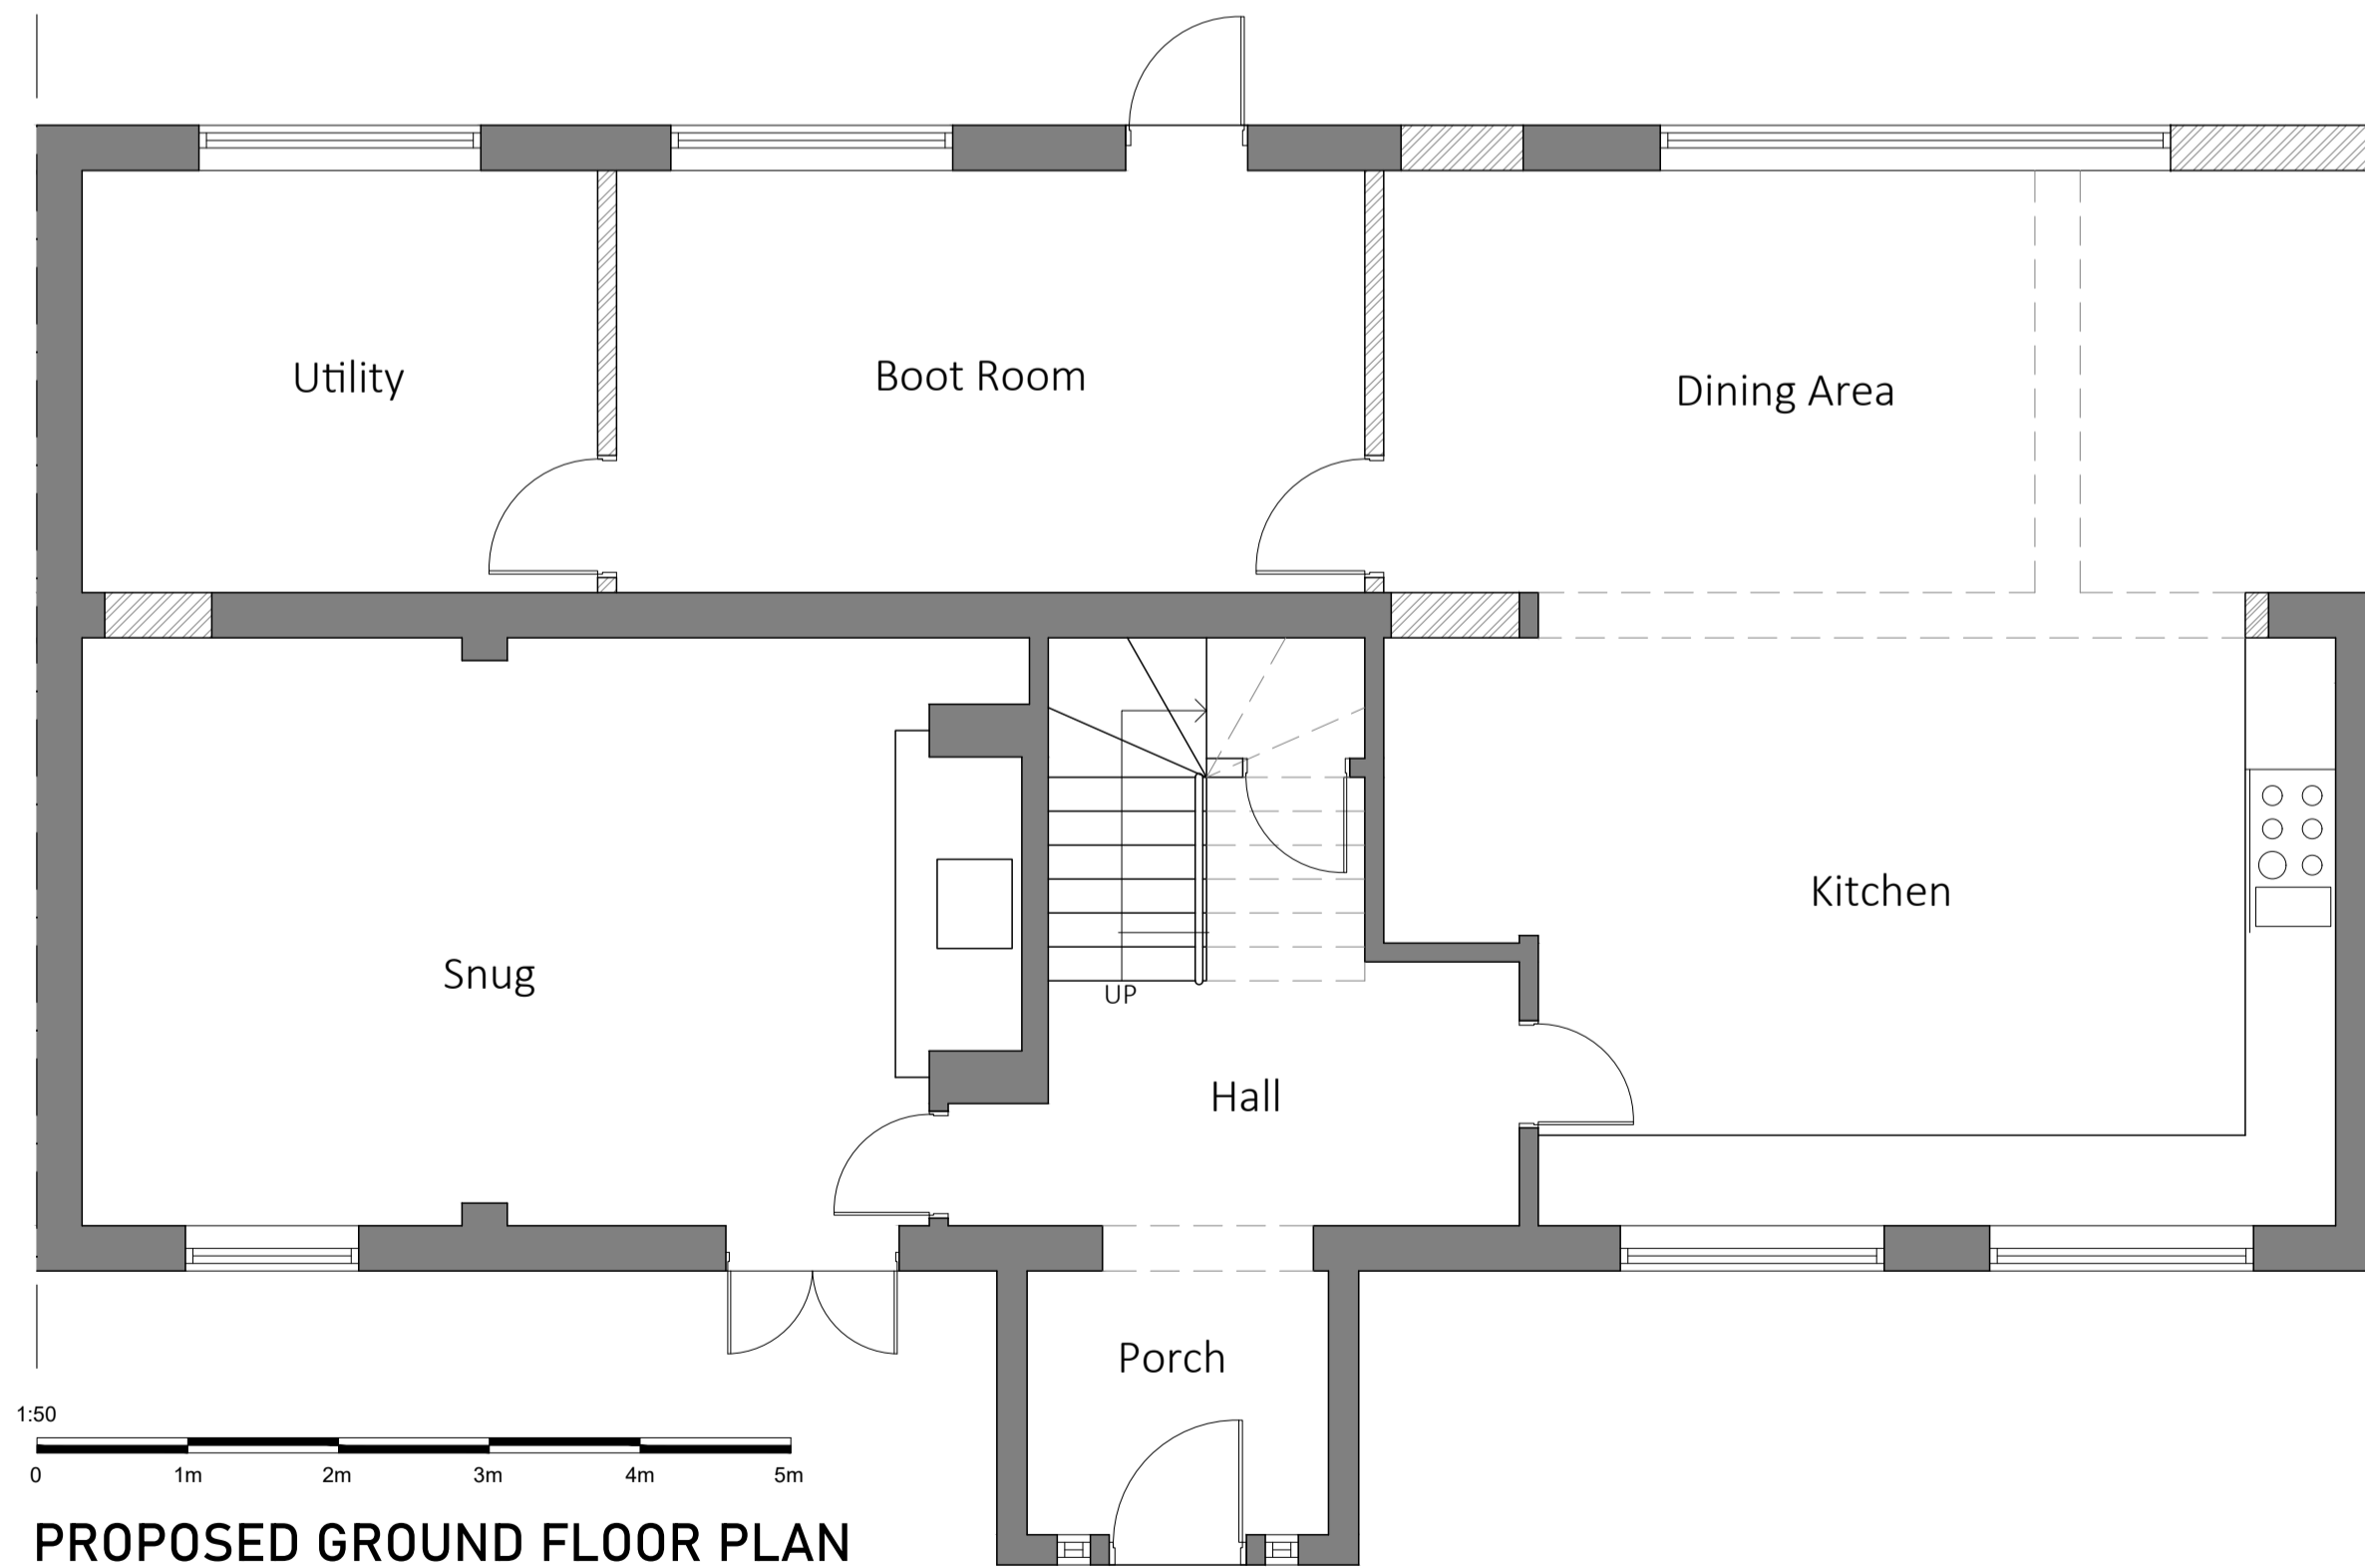 Utility
Boot Room
Dining Area
Snug
UP
Kitchen
Hall
Porch
1:50
0 1m 2m 3m 4m 5m
PROPOSED GROUND FLOOR PLAN